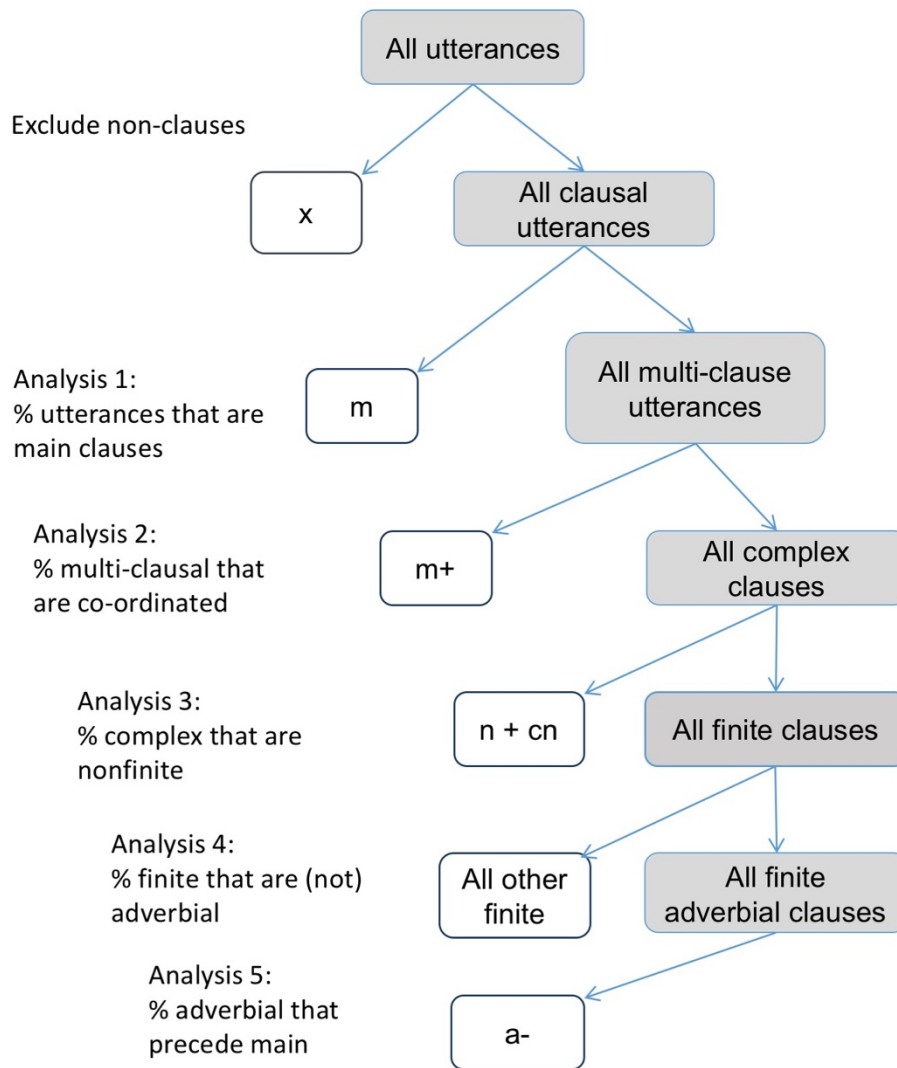 All utterances
Exclude non-clauses
x
All clausal
utterances
Analysis 1:
% utterances that are
main clauses
m
All multi-clause
utterances
Analysis 2:
% multi-clausal that
are co-ordinated
m+
All complex
clauses
Analysis 3:
% complex that are
nonfinite
n + cn
All finite clauses
Analysis 4:
% finite that are (not)
adverbial
All other
finite
All finite
adverbial clauses
Analysis 5:
% adverbial that
precede main
a-